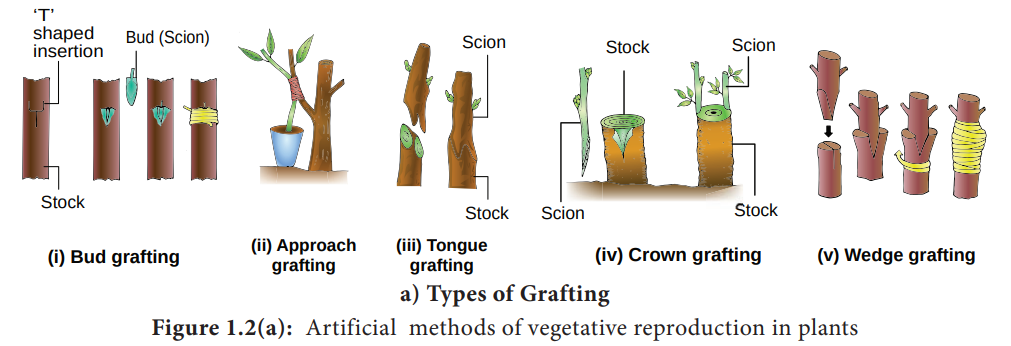 ‘T’
shaped
insertion
Bud (Scion)
Stock
(i) Bud grafting
(ii) Approach
grafting
Scion
Stock
(iii) Tongue
grafting
Stock
Scion
Scion
Stock
(iv) Crown grafting
(v) Wedge grafting
a) Types of Grafting
Figure 1.2(a): Artificial methods of vegetative reproduction in plants